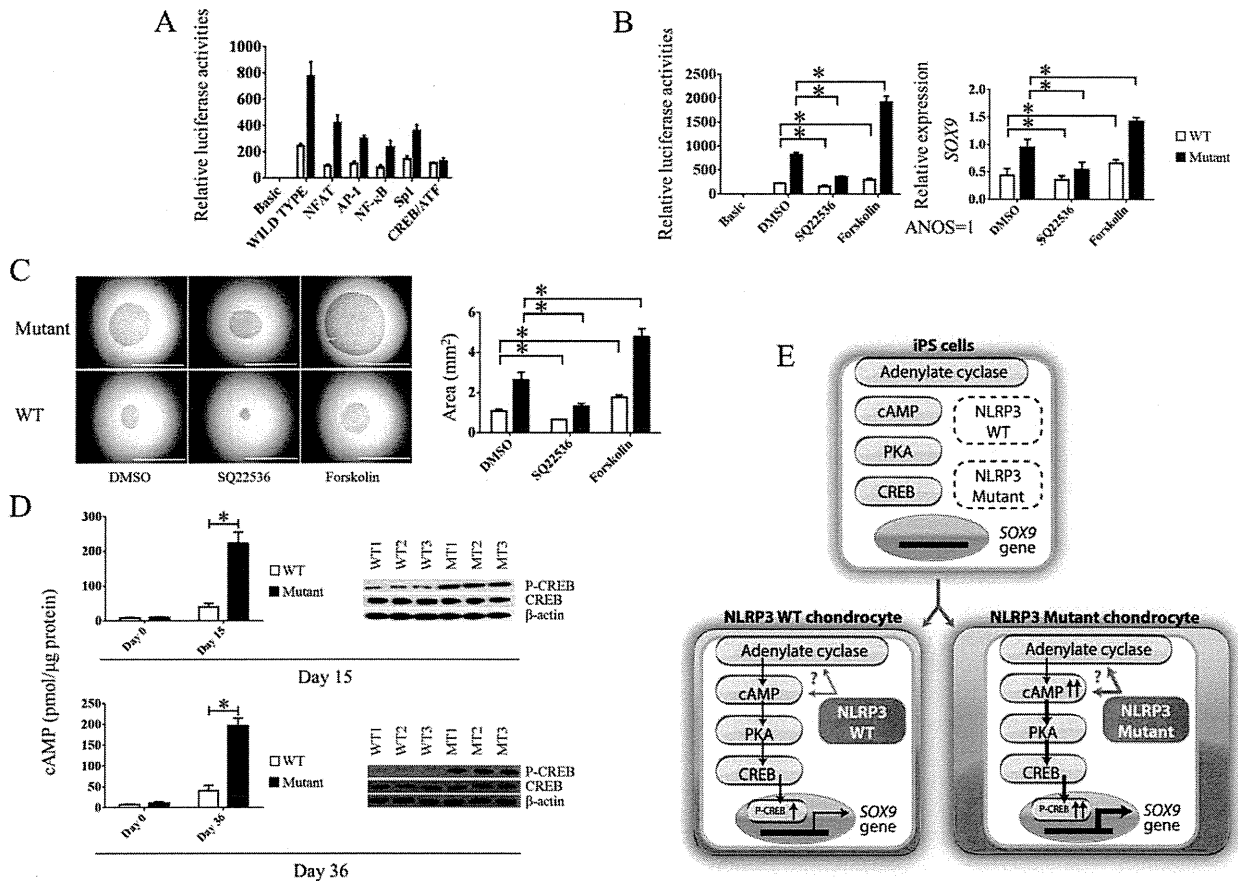 A
Relative luciferase activities
1000
800
600
400
200
0
Basic
WILD TYPE
NFAT
AP-1
NF-κB
Sp1
CREB/ATF
B
Relative luciferase activities
2500
2000
1500
1000
500
0
Basic
DMSO
SQ22536
Forskolin
*
*
*
*
ANOS=1
Relative expression
SOX9
2.0
1.5
1.0
0.5
0.0
DMSO
SQ22536
Forskolin
*
*
*
*
WT
Mutant
C
Mutant
WT
DMSO
SQ22536
Forskolin
Area (mm²)
6
4
2
0
DMSO
SQ22536
Forskolin
*
*
*
*
D
cAMP (pmol/µg protein)
300
200
100
0
Day 0
Day 15
*
WT
Mutant
WT1
WT2
WT3
MT1
MT2
MT3
P-CREB
CREB
β-actin
Day 15
250
200
150
100
50
0
Day 0
Day 36
*
WT
Mutant
WT1
WT2
WT3
MT1
MT2
MT3
P-CREB
CREB
β-actin
Day 36
E
iPS cells
Adenylate cyclase
cAMP
PKA
CREB
NLRP3
WT
NLRP3
Mutant
SOX9
gene
NLRP3 WT chondrocyte
Adenylate cyclase
?
cAMP
PKA
CREB
NLRP3
WT
P-CREB
SOX9
gene
NLRP3 Mutant chondrocyte
Adenylate cyclase
?
cAMP
PKA
CREB
NLRP3
Mutant
P-CREB
SOX9
gene